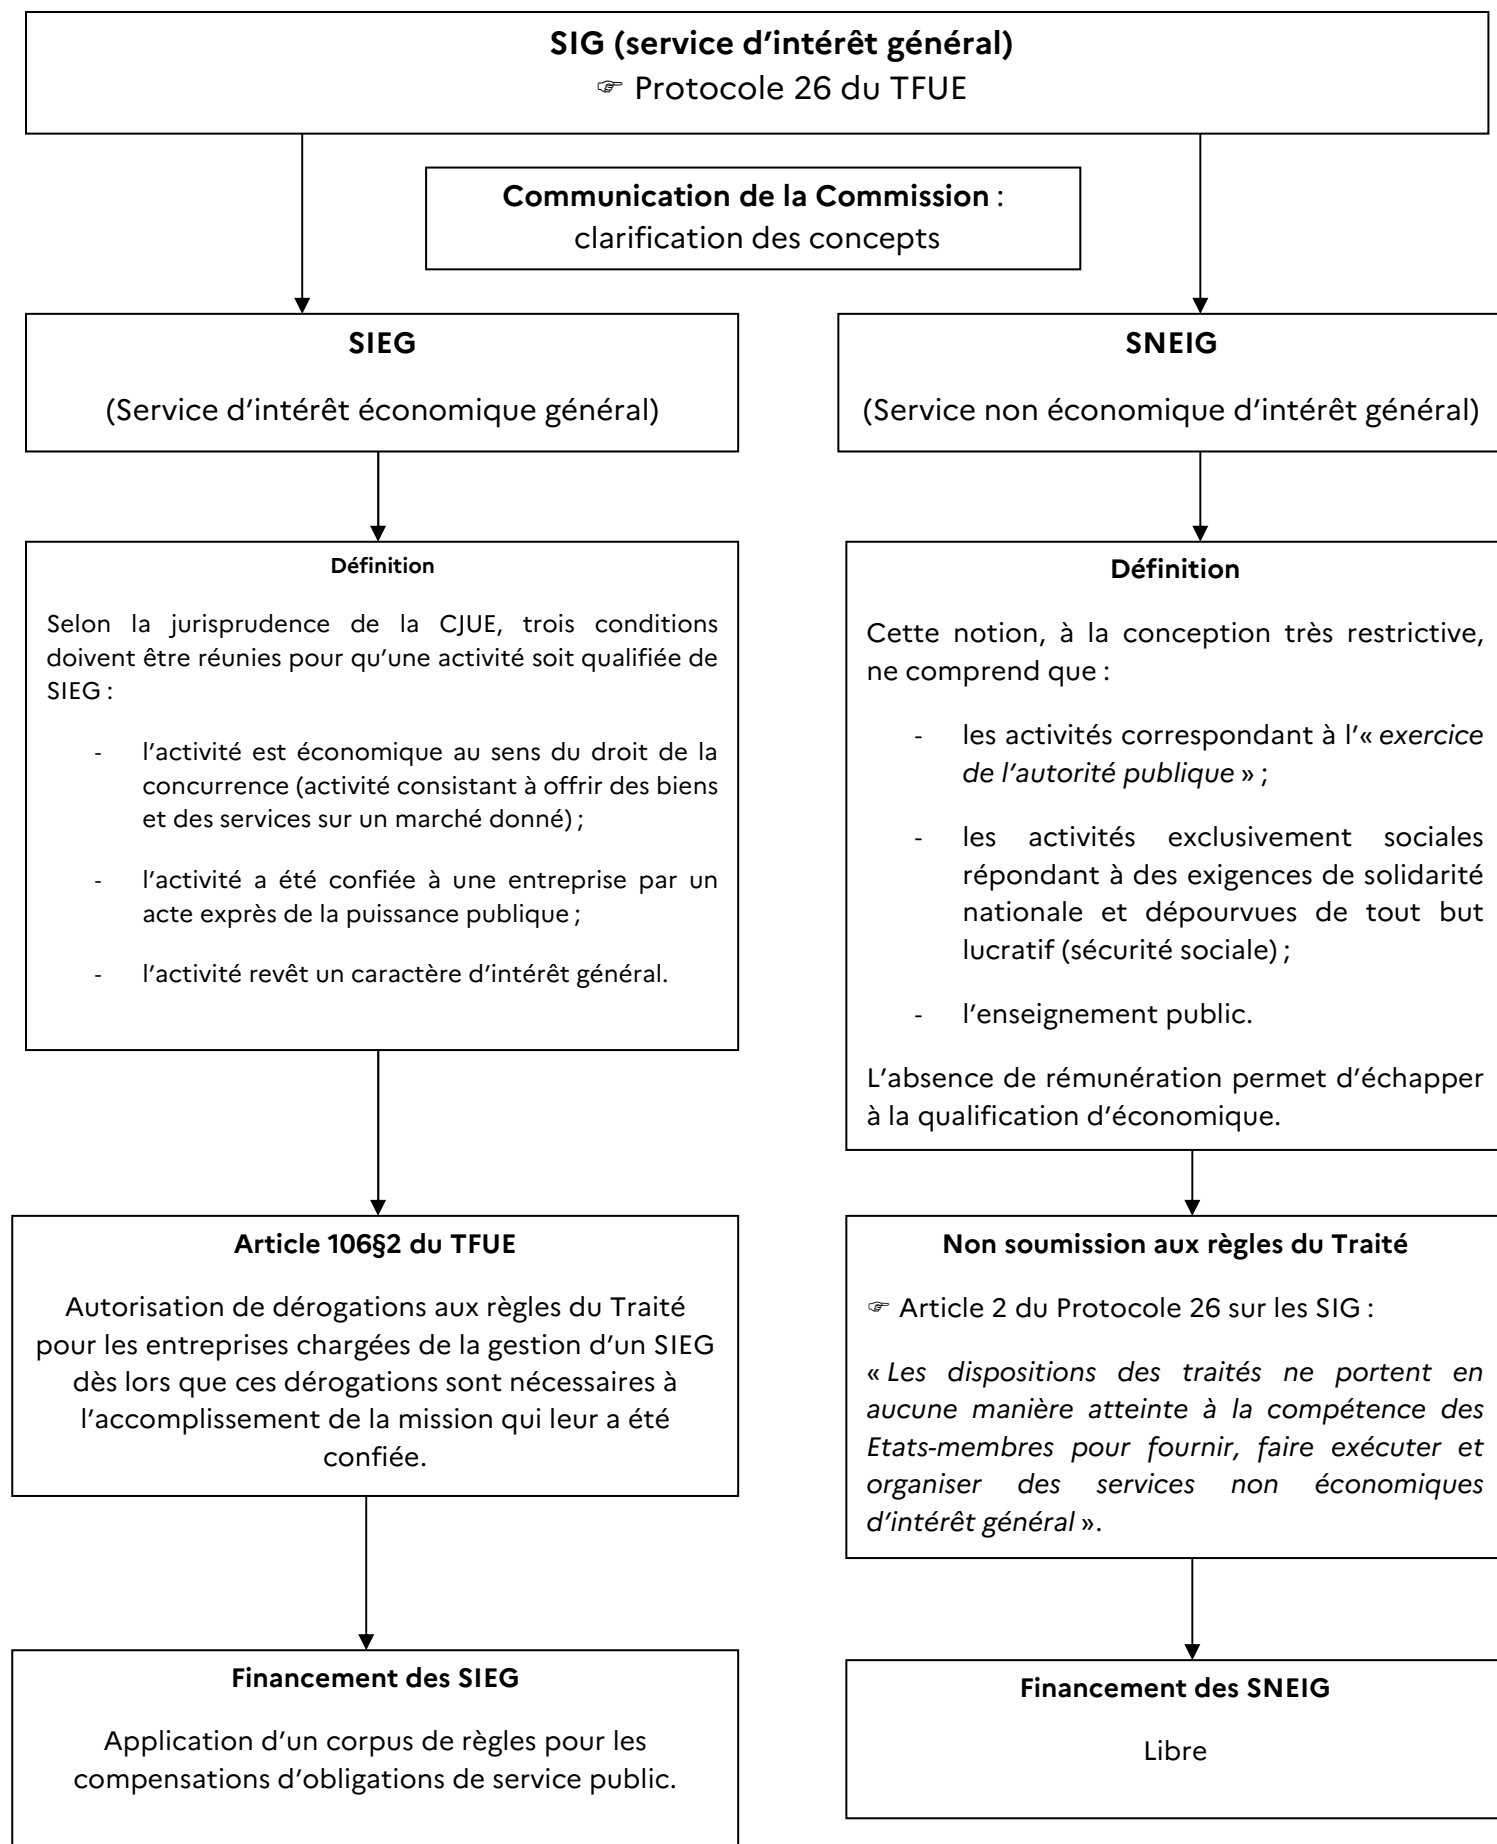 SIG (service d’intérêt général)
☞ Protocole 26 du TFUE
Communication de la Commission :
clarification des concepts
SIEG
(Service d’intérêt économique général)
SNEIG
(Service non économique d’intérêt général)
Définition
Selon la jurisprudence de la CJUE, trois conditions
doivent être réunies pour qu’une activité soit qualifiée de
SIEG :
- l’activité est économique au sens du droit de la
concurrence (activité consistant à offrir des biens
et des services sur un marché donné) ;
- l’activité a été confiée à une entreprise par un
acte exprès de la puissance publique ;
- l’activité revêt un caractère d’intérêt général.
Définition
Cette notion, à la conception très restrictive,
ne comprend que :
- les activités correspondant à l’« exercice
de l’autorité publique » ;
- les activités exclusivement sociales
répondant à des exigences de solidarité
nationale et dépourvues de tout but
lucratif (sécurité sociale) ;
- l’enseignement public.
L’absence de rémunération permet d’échapper
à la qualification d’économique.
Article 106§2 du TFUE
Autorisation de dérogations aux règles du Traité
pour les entreprises chargées de la gestion d’un SIEG
dès lors que ces dérogations sont nécessaires à
l’accomplissement de la mission qui leur a été
confiée.
Non soumission aux règles du Traité
☞ Article 2 du Protocole 26 sur les SIG :
« Les dispositions des traités ne portent en
aucune manière atteinte à la compétence des
Etats-membres pour fournir, faire exécuter et
organiser des services non économiques
d’intérêt général ».
Financement des SIEG
Application d’un corpus de règles pour les
compensations d’obligations de service public.
Financement des SNEIG
Libre